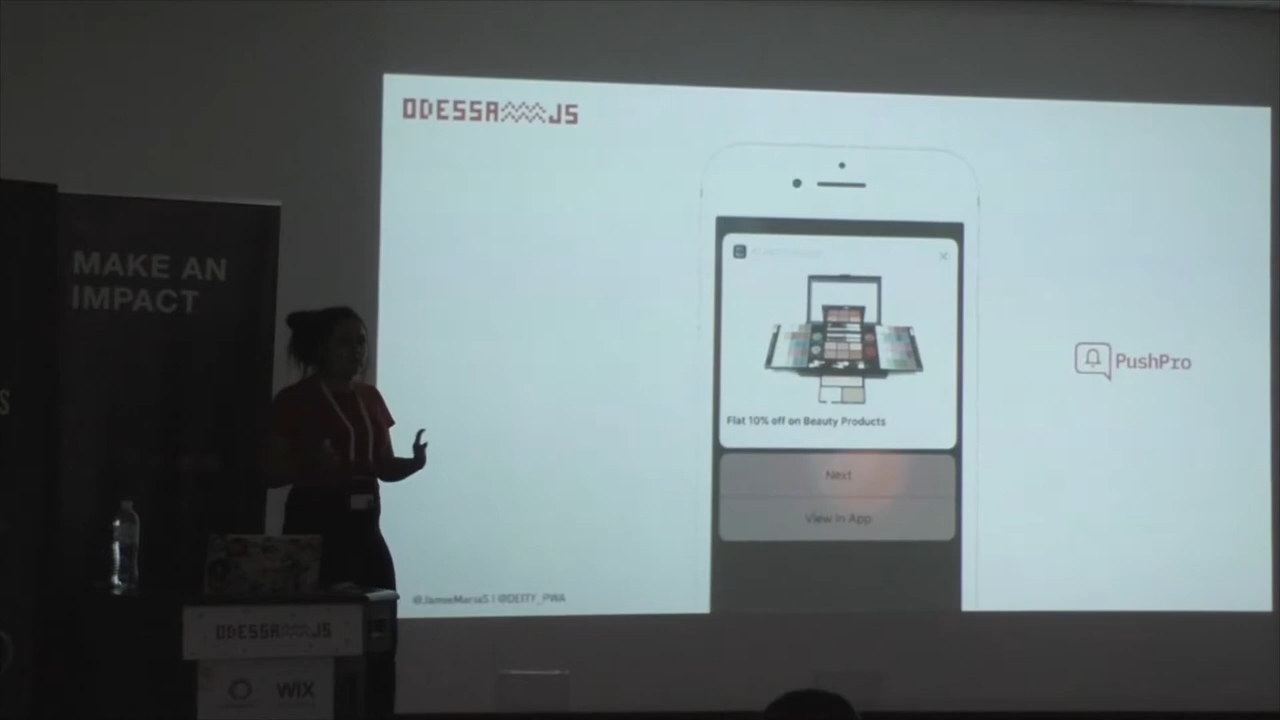 ODESSA JS
MAKE AN
IMPACT
Flat 10% off on Beauty Products
Next
View In App
PushPro
@JamieMariaS | @DEITY_PWA
ODESSA JS
WIX